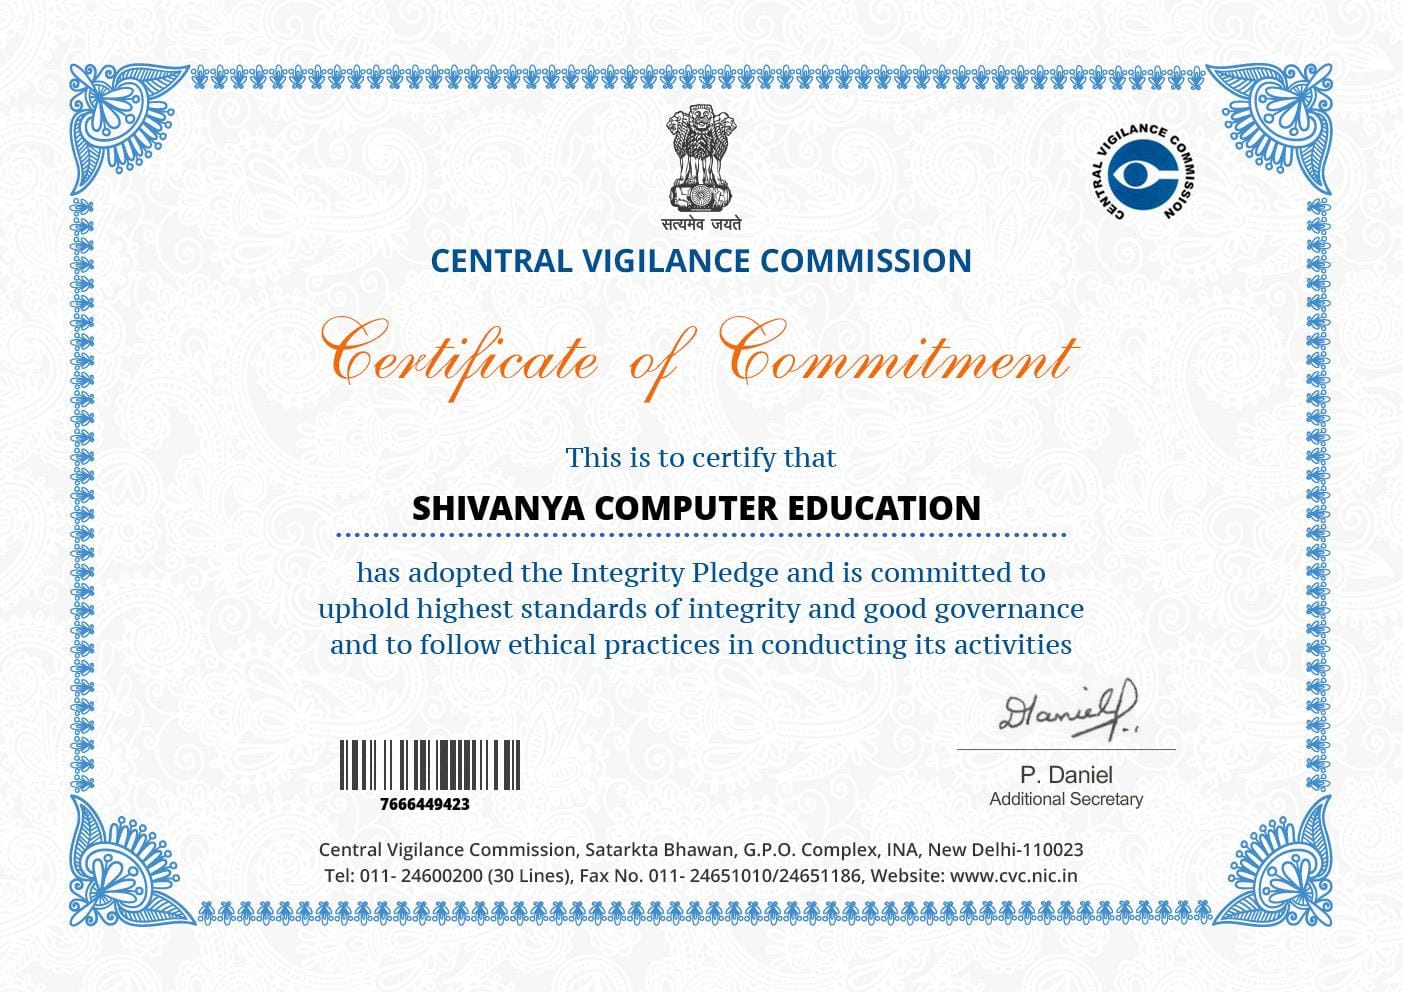 सत्यमेव जयते
CENTRAL VIGILANCE COMMISSION
CENTRAL VIGILANCE COMMISSION
Certificate of Commitment
This is to certify that
SHIVANYA COMPUTER EDUCATION
has adopted the Integrity Pledge and is committed to
uphold highest standards of integrity and good governance
and to follow ethical practices in conducting its activities
DanielP.
P. Daniel
Additional Secretary
7666449423
Central Vigilance Commission, Satarkta Bhawan, G.P.O. Complex, INA, New Delhi-110023
Tel: 011- 24600200 (30 Lines), Fax No. 011- 24651010/24651186, Website: www.cvc.nic.in